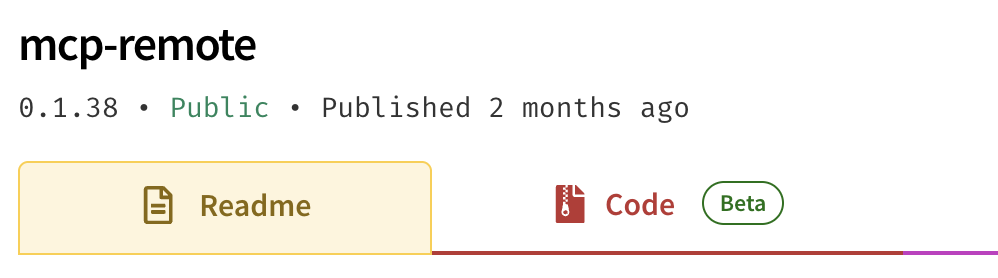 mcp-remote
0.1.38 • Public • Published 2 months ago
Readme
Code Beta